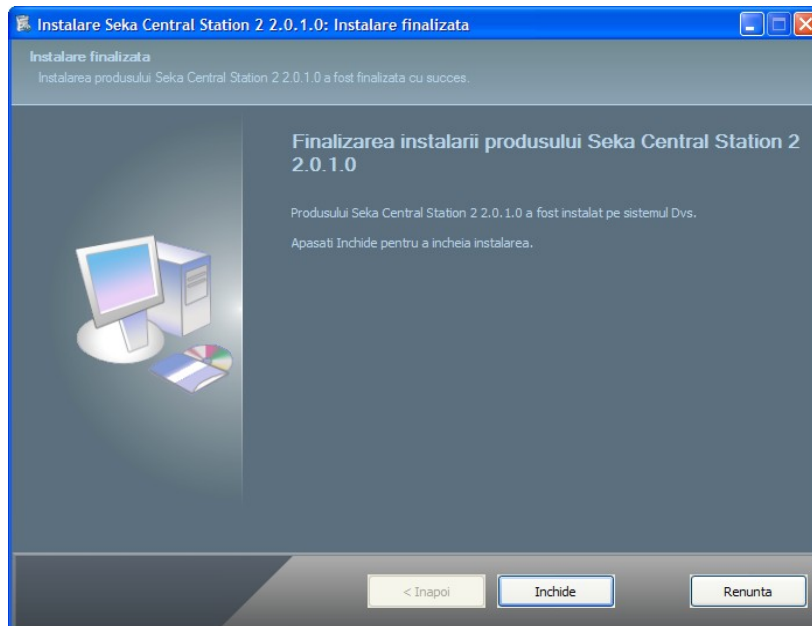 Instalare Seka Central Station 2 2.0.1.0: Instalare finalizata
Instalare finalizata
Instalarea produsului Seka Central Station 2 2.0.1.0 a fost finalizata cu succes.
Finalizarea instalarii produsului Seka Central Station 2
2.0.1.0
Produsului Seka Central Station 2 2.0.1.0 a fost instalat pe sistemul Dvs.
Apasati Inchide pentru a incheia instalarea.
< Inapoi
Inchide
Renunta